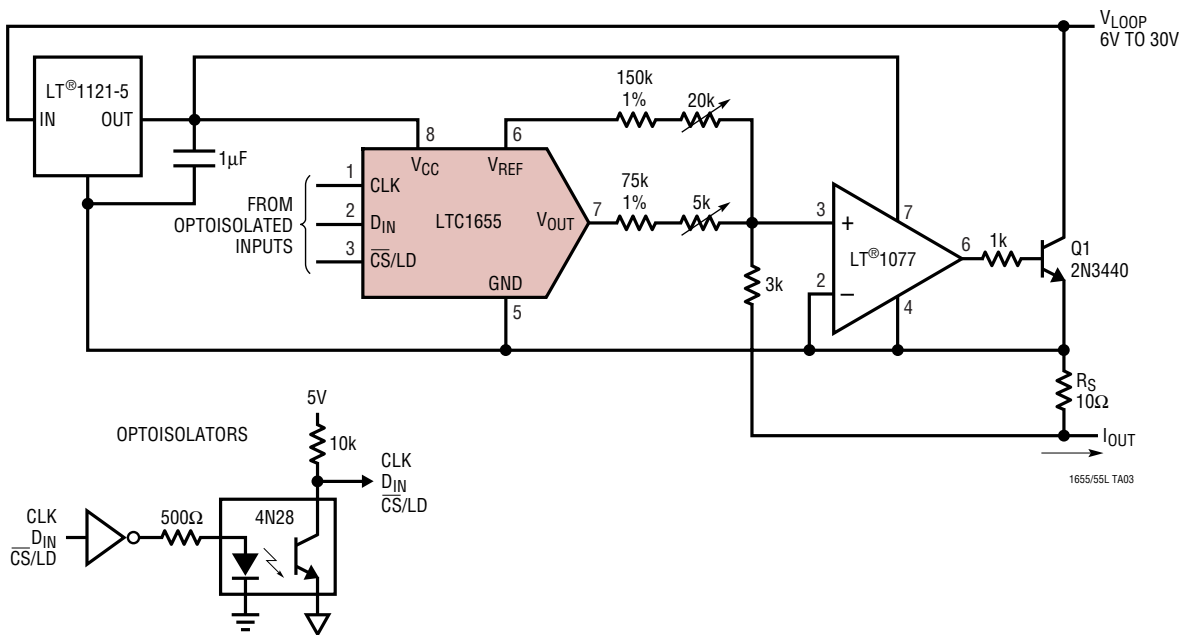 VLOOP
6V TO 30V
LT®1121-5
IN
OUT
1µF
150k
1%
20k
8
6
VCC
VREF
1
CLK
FROM
OPTOISOLATED
INPUTS
2
DIN
LTC1655
VOUT
7
75k
1%
5k
3
CS/LD
GND
5
3k
3
+
7
LT®1077
6
1k
Q1
2N3440
2
–
4
RS
10Ω
IOUT
1655/55L TA03
OPTOISOLATORS
5V
10k
CLK
DIN
CS/LD
CLK
DIN
CS/LD
500Ω
4N28